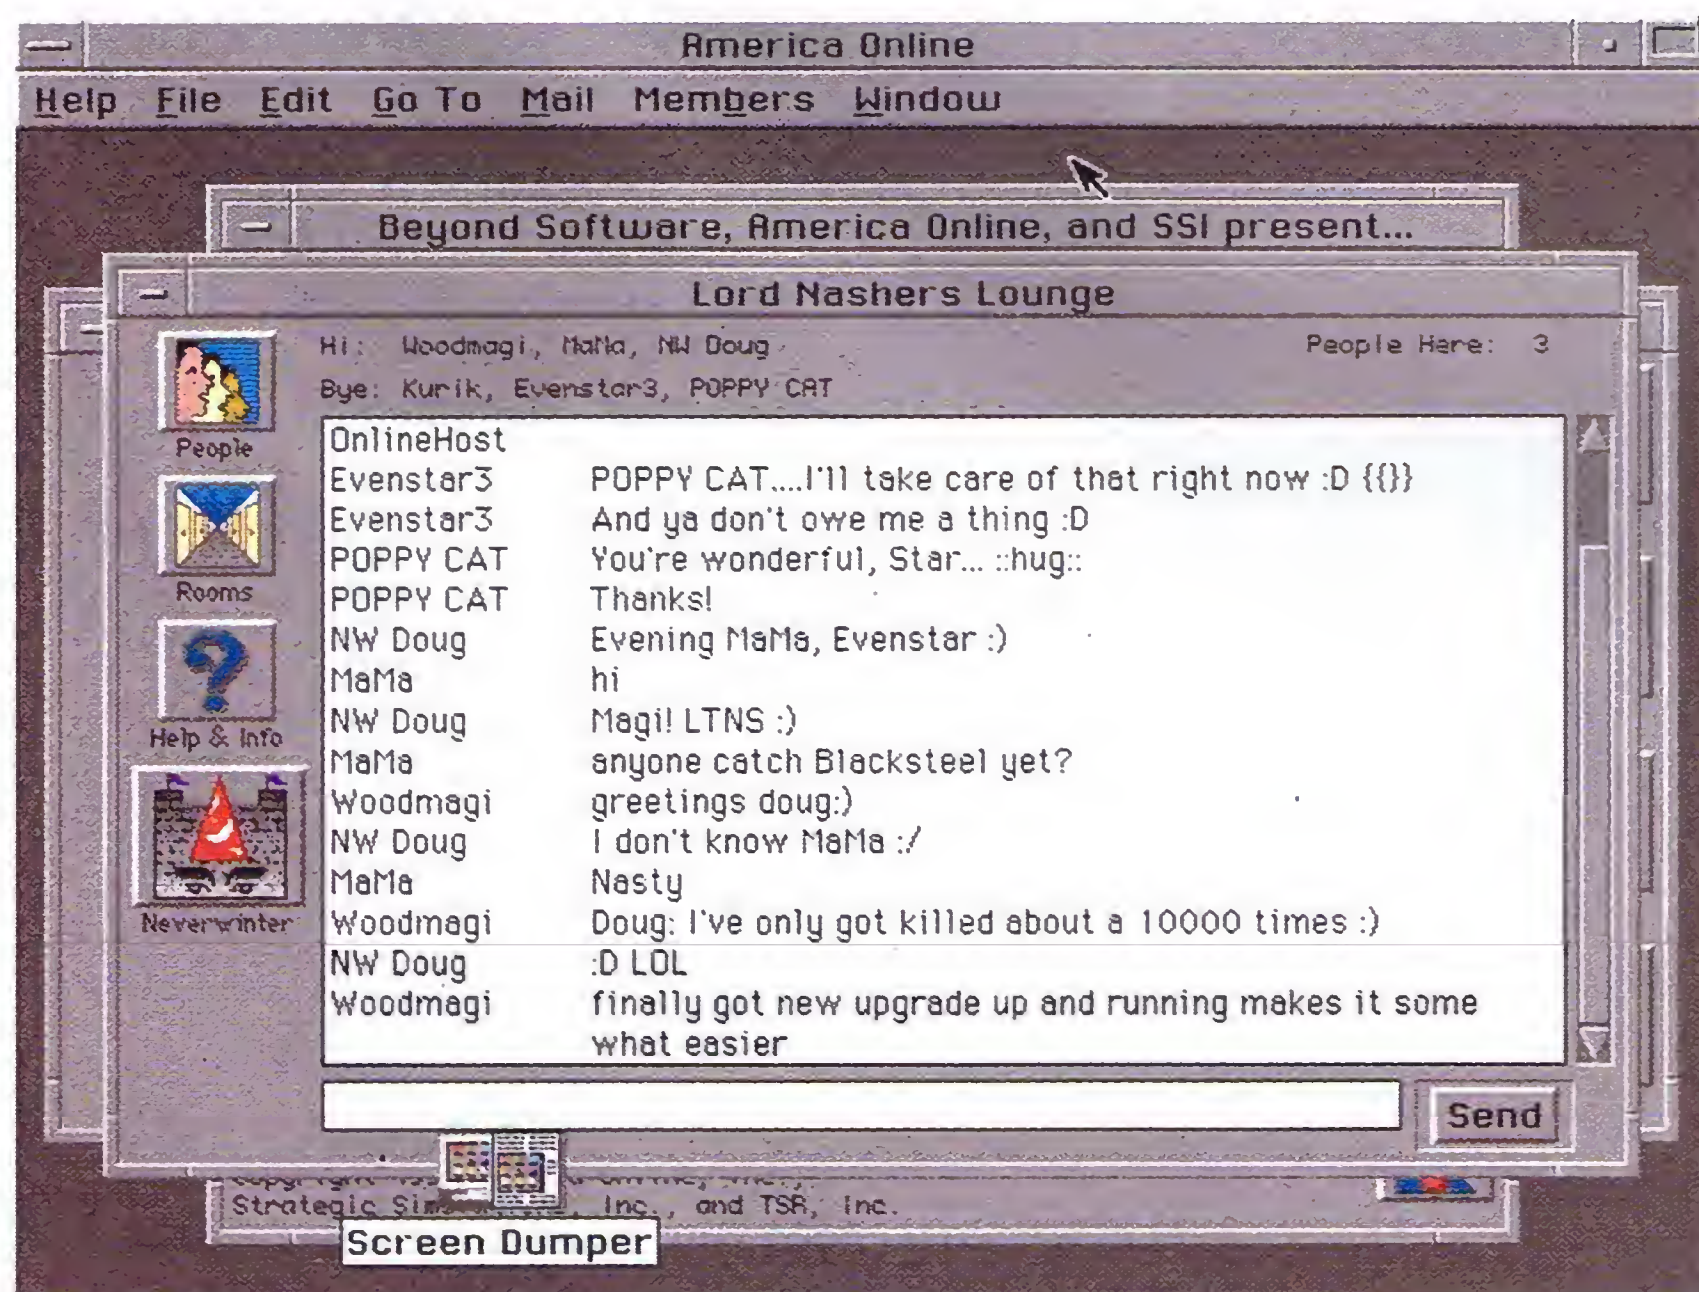 America Online
Help File Edit Go To Mail Members Window
Beyond Software, America Online, and SSI present...
Lord Nashers Lounge
Hi: Woodmagi, MaMa, NW Doug People Here: 3
Bye: Kurik, Evenstar3, POPPY CAT
People
Rooms
Help & Info
Neverwinter
OnlineHost
Evenstar3 POPPY CAT....I'll take care of that right now :D {{}}
Evenstar3 And ya don't owe me a thing :D
POPPY CAT You're wonderful, Star... ::hug::
POPPY CAT Thanks!
NW Doug Evening MaMa, Evenstar :)
MaMa hi
NW Doug Magi! LTNS :)
MaMa anyone catch Blacksteel yet?
Woodmagi greetings doug:)
NW Doug I don't know MaMa :/
MaMa Nasty
Woodmagi Doug: I've only got killed about a 10000 times :)
NW Doug :D LOL
Woodmagi finally got new upgrade up and running makes it some
what easier
Send
Strategic Inc., and TSR, Inc.
Screen Dumper